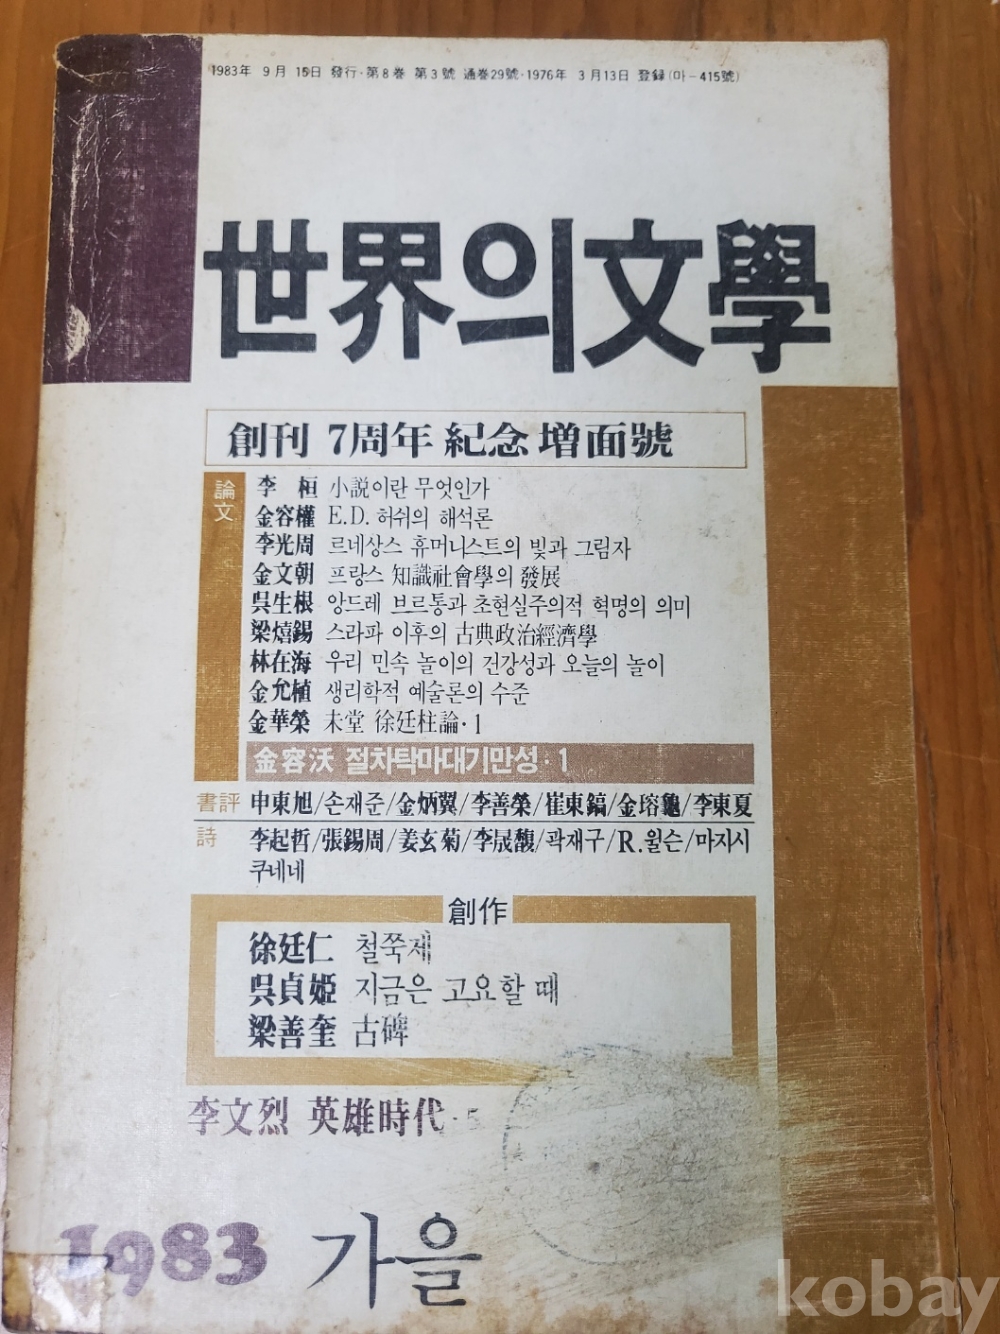 1983年 9月 15日 發行·第8巻 第3號 通巻29號·1976年 3月13日 登録(마-415號)
世界의文學
創刊 7周年 紀念 増面號
論文
李桓 小説이란 무엇인가
金容權 E.D. 허쉬의 해석론
李光周 르네상스 휴머니스트의 빛과 그림자
金文朝 프랑스 知識社會學의 發展
吳生根 앙드레 브르통과 초현실주의적 혁명의 의미
梁熺錫 스라파 이후의 古典政治經濟學
林在海 우리 민속 놀이의 건강성과 오늘의 놀이
金允植 생리학적 예술론의 수준
金華榮 未堂 徐廷柱論·1
金容沃 절차탁마대기만성·1
書評 申東旭/손재준/金炳翼/李善榮/崔東鎬/金瑢龜/李東夏
詩 李起哲/張錫周/姜玄菊/李晟馥/곽재구/R.윌슨/마지시
쿠네네
創作
徐廷仁 철쭉제
吳貞姬 지금은 고요할 때
梁善奎 古碑
李文烈 英雄時代·5
1983 가을
kobay